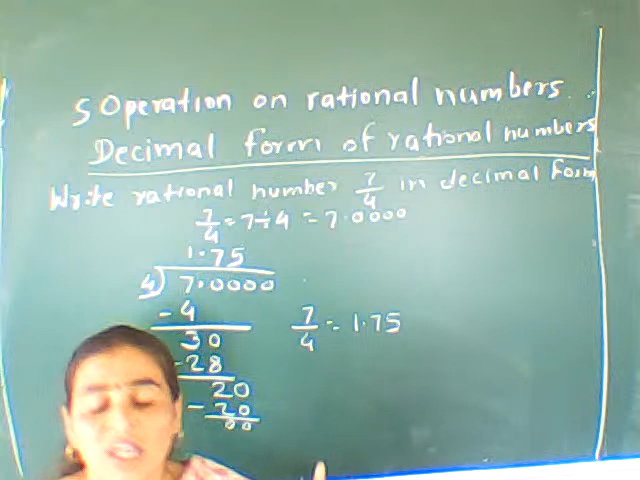 5 Operation on rational numbers.
Decimal form of rational numbers
Write rational number 7/4 in decimal form
7/4 = 7÷4 = 7.0000
1.75
4) 7.0000
- 4
30
- 28
20
- 20
00
7/4 = 1.75